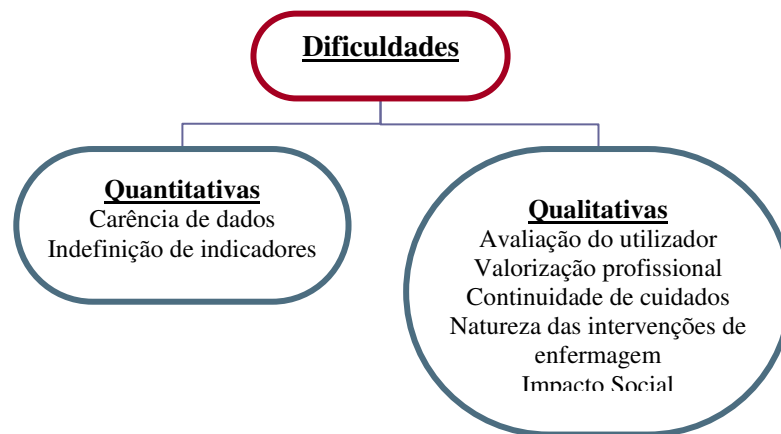 Dificuldades
Quantitativas
Carência de dados
Indefinição de indicadores
Qualitativas
Avaliação do utilizador
Valorização profissional
Continuidade de cuidados
Natureza das intervenções de
enfermagem
Impacto Social